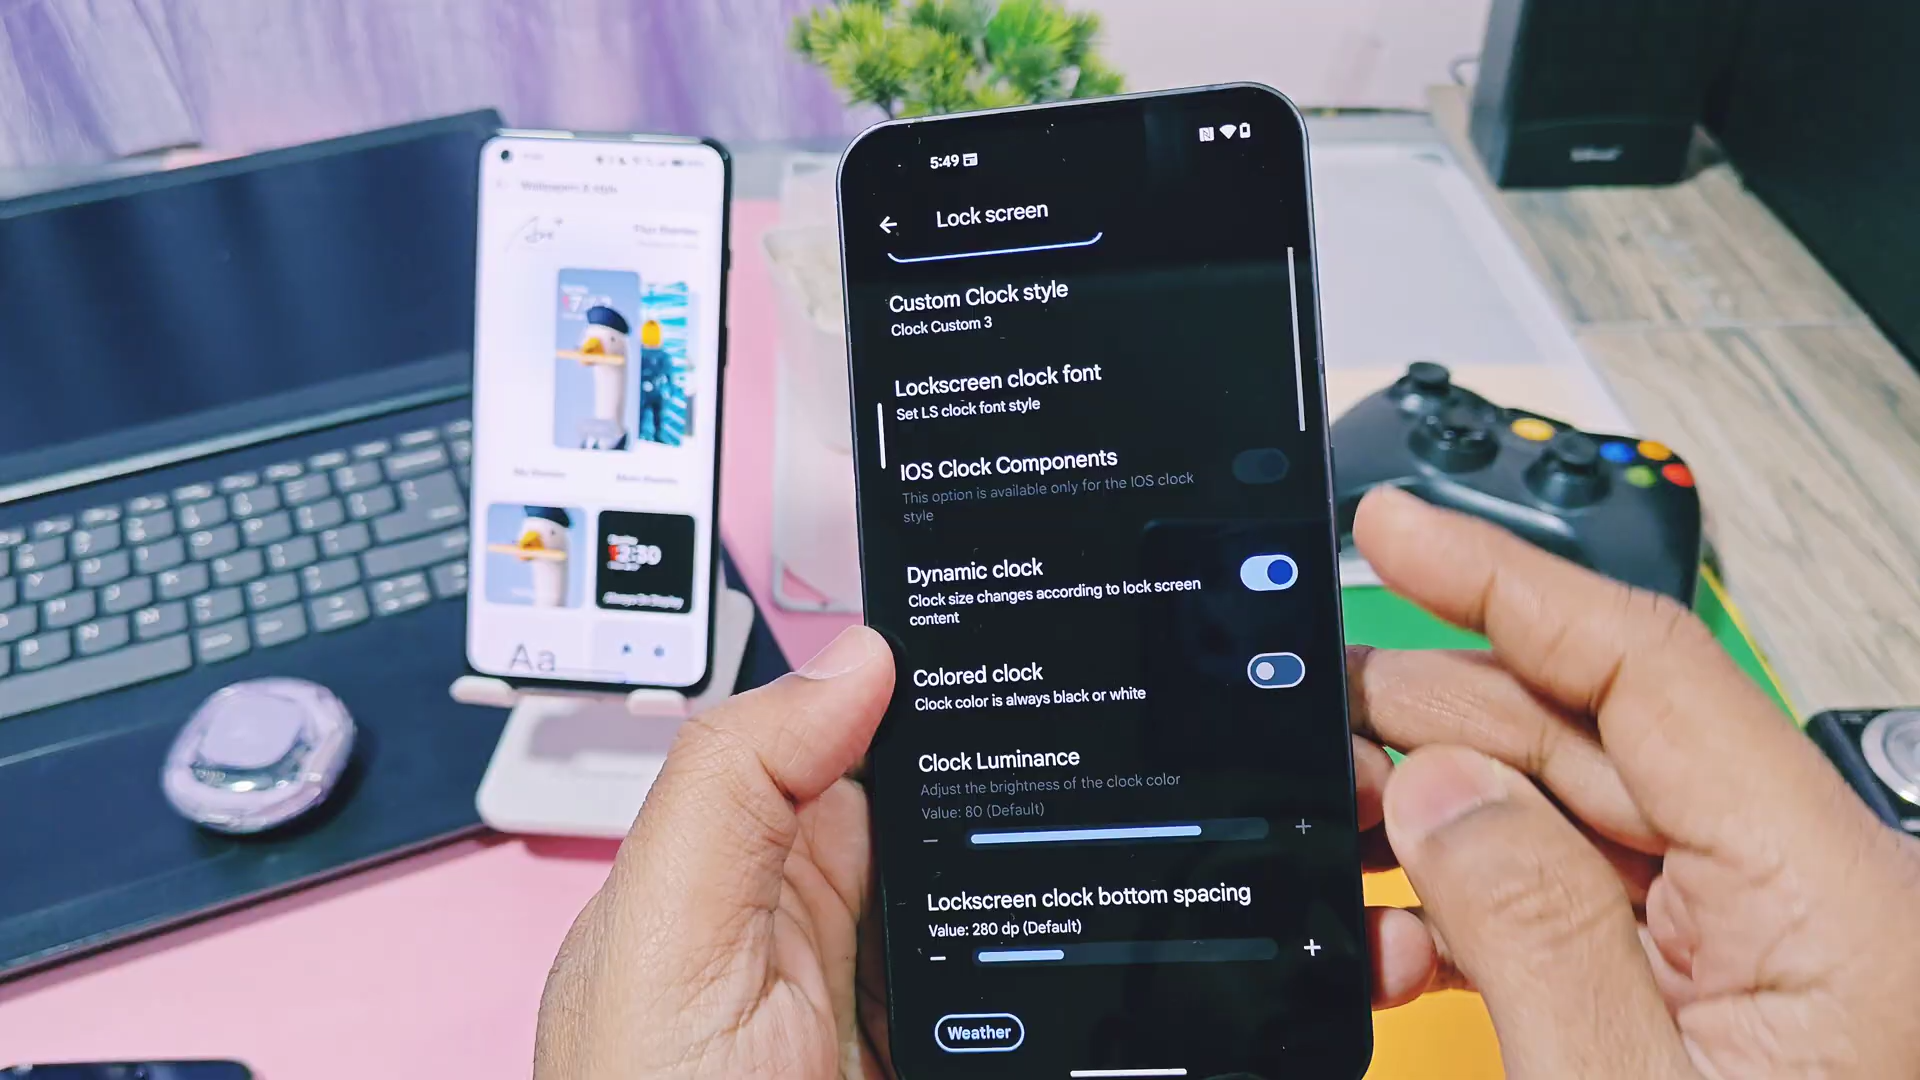 5:49
Lock screen
Custom Clock style
Clock Custom 3
Lockscreen clock font
Set LS clock font style
IOS Clock Components
This option is available only for the IOS clock
style
Dynamic clock
Clock size changes according to lock screen
content
Colored clock
Clock color is always black or white
Clock Luminance
Adjust the brightness of the clock color
Value: 80 (Default)
Lockscreen clock bottom spacing
Value: 280 dp (Default)
Weather
Wallpapers & style
Aa